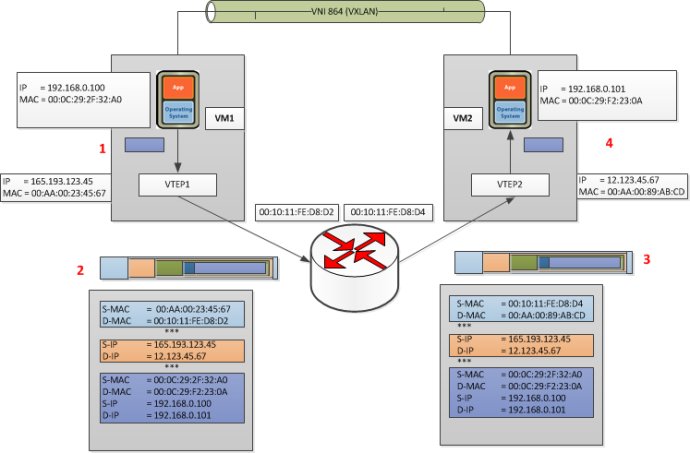 VNI 864 (VXLAN)
IP = 192.168.0.100
MAC = 00:0C:29:2F:32:A0
App
Operating
System
VM1
1
IP = 165.193.123.45
MAC = 00:AA:00:23:45:67
VTEP1
VM2
App
Operating
System
IP = 192.168.0.101
MAC = 00:0C:29:F2:23:0A
4
VTEP2
IP = 12.123.45.67
MAC = 00:AA:00:89:AB:CD
00:10:11:FE:D8:D2
00:10:11:FE:D8:D4
2
S-MAC = 00:AA:00:23:45:67
D-MAC = 00:10:11:FE:D8:D2
***
S-IP = 165.193.123.45
D-IP = 12.123.45.67
***
S-MAC = 00:0C:29:2F:32:A0
D-MAC = 00:0C:29:F2:23:0A
S-IP = 192.168.0.100
D-IP = 192.168.0.101
3
S-MAC = 00:10:11:FE:D8:D4
D-MAC = 00:AA:00:89:AB:CD
***
S-IP = 165.193.123.45
D-IP = 12.123.45.67
***
S-MAC = 00:0C:29:2F:32:A0
D-MAC = 00:0C:29:F2:23:0A
S-IP = 192.168.0.100
D-IP = 192.168.0.101